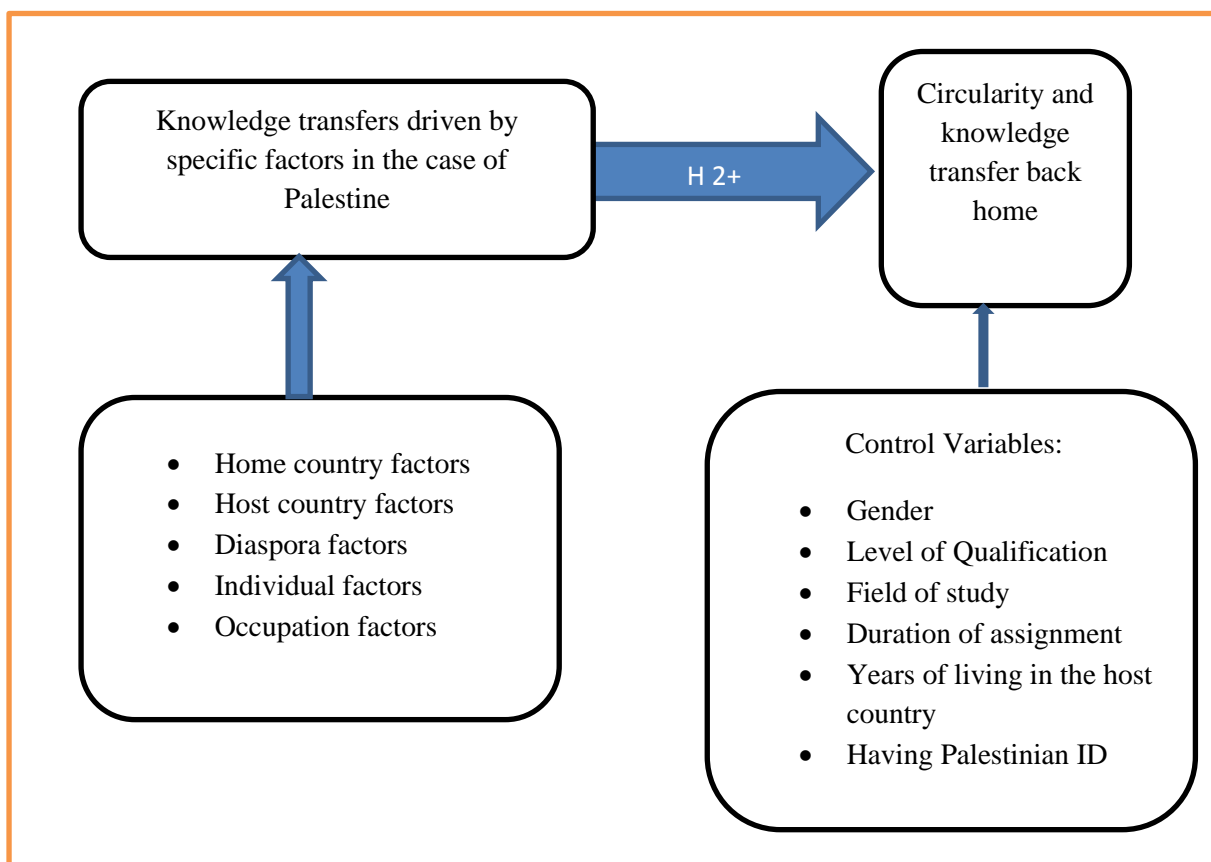 Knowledge transfers driven by
specific factors in the case of
Palestine
H 2+
Circularity and
knowledge
transfer back
home
• Home country factors
• Host country factors
• Diaspora factors
• Individual factors
• Occupation factors
Control Variables:
• Gender
• Level of Qualification
• Field of study
• Duration of assignment
• Years of living in the host
country
• Having Palestinian ID